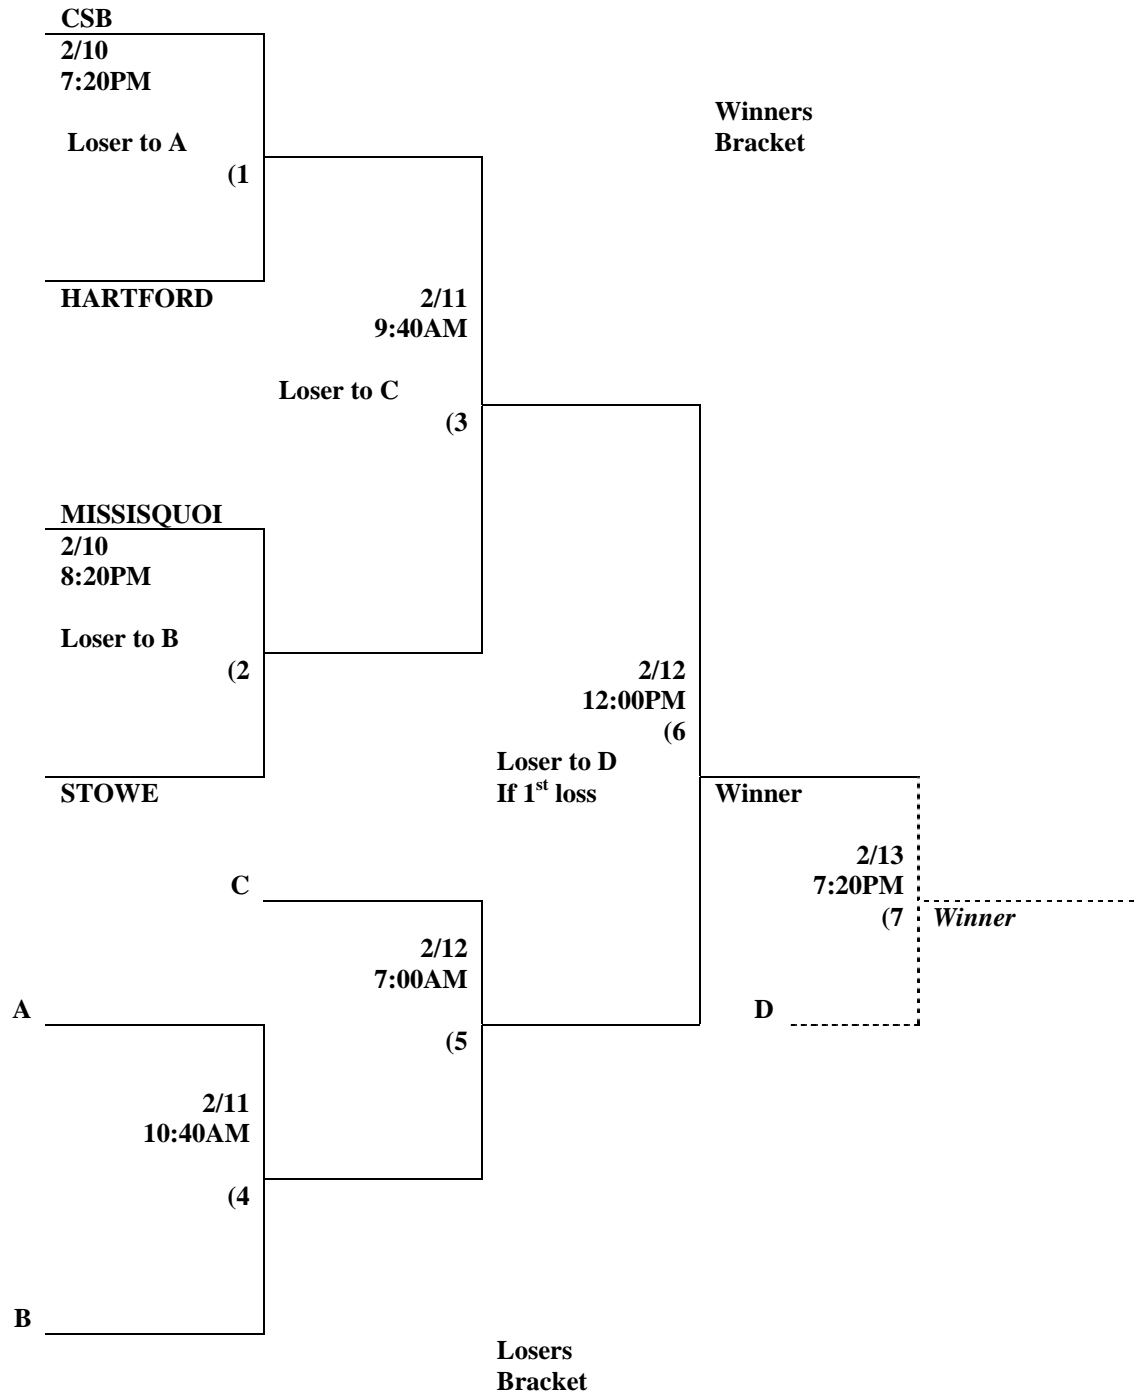 CSB
2/10
7:20PM
Winners
Bracket
Loser to A
(1
HARTFORD
2/11
9:40AM
Loser to C
(3
MISSISQUOI
2/10
8:20PM
Loser to B
(2
2/12
12:00PM
(6
Loser to D
If 1st loss
STOWE
Winner
2/13
7:20PM
(7
Winner
C
2/12
7:00AM
A
D
(5
2/11
10:40AM
(4
B
Losers
Bracket